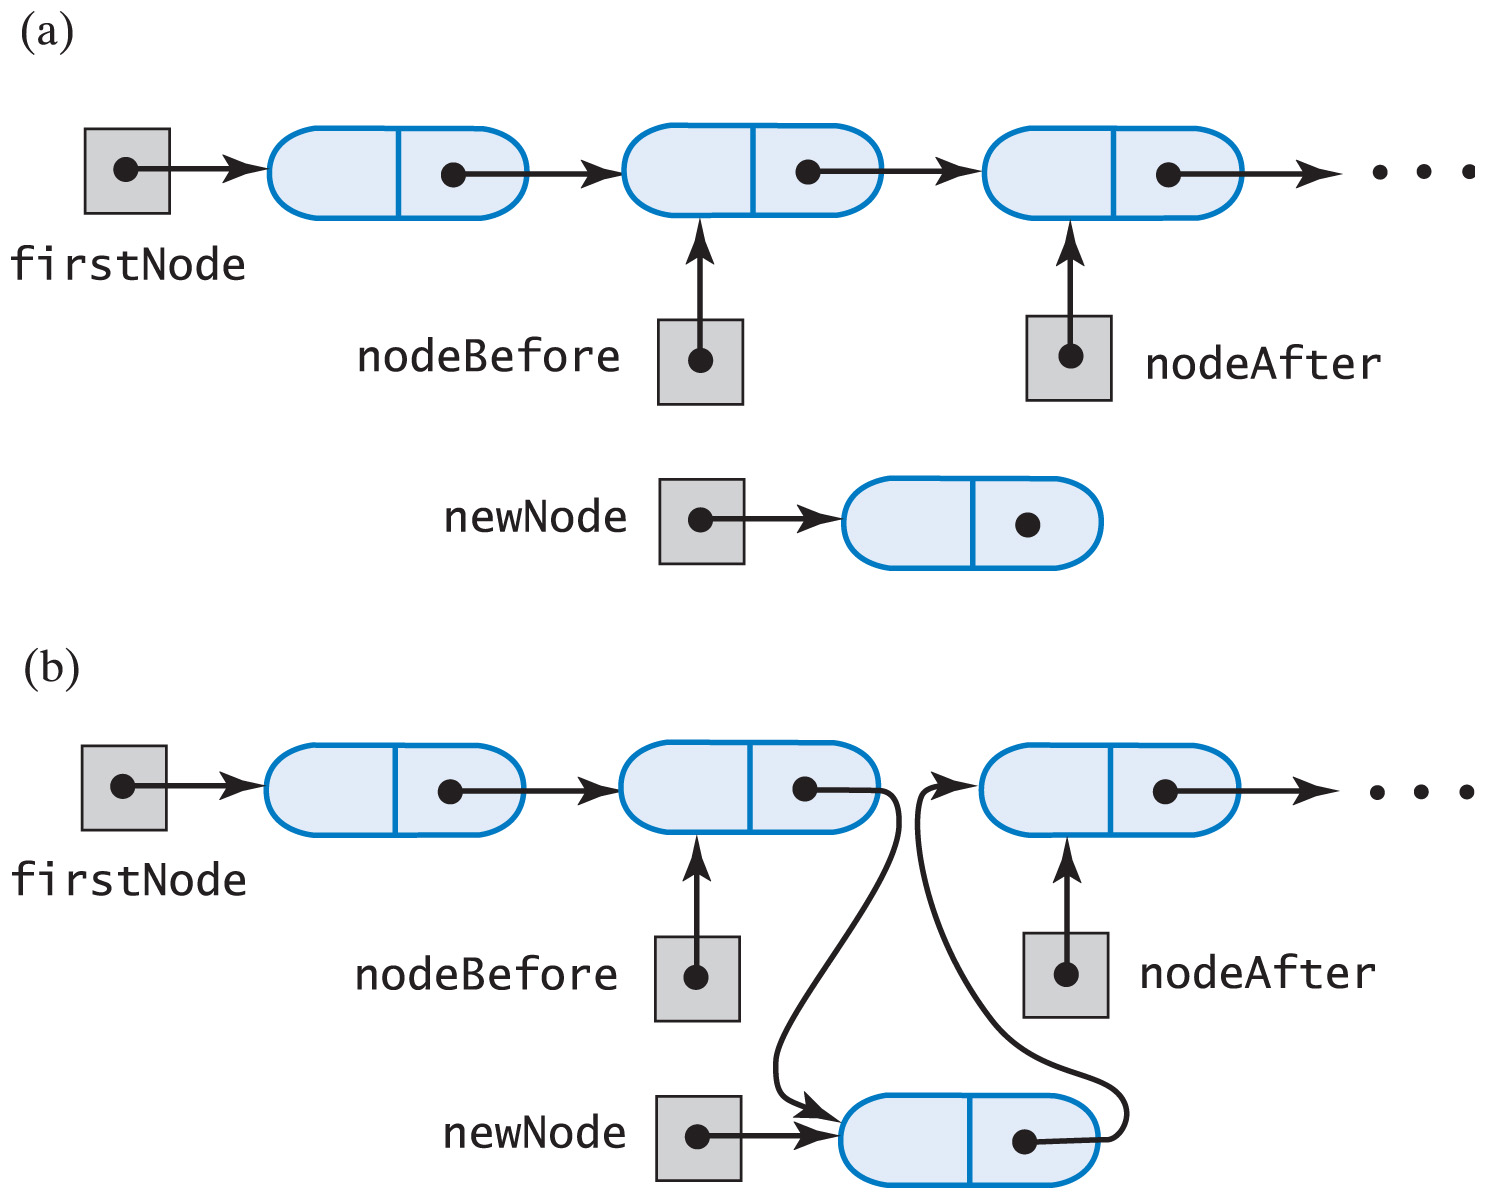 (a)
firstNode
nodeBefore
nodeAfter
newNode
(b)
firstNode
nodeBefore
nodeAfter
newNode